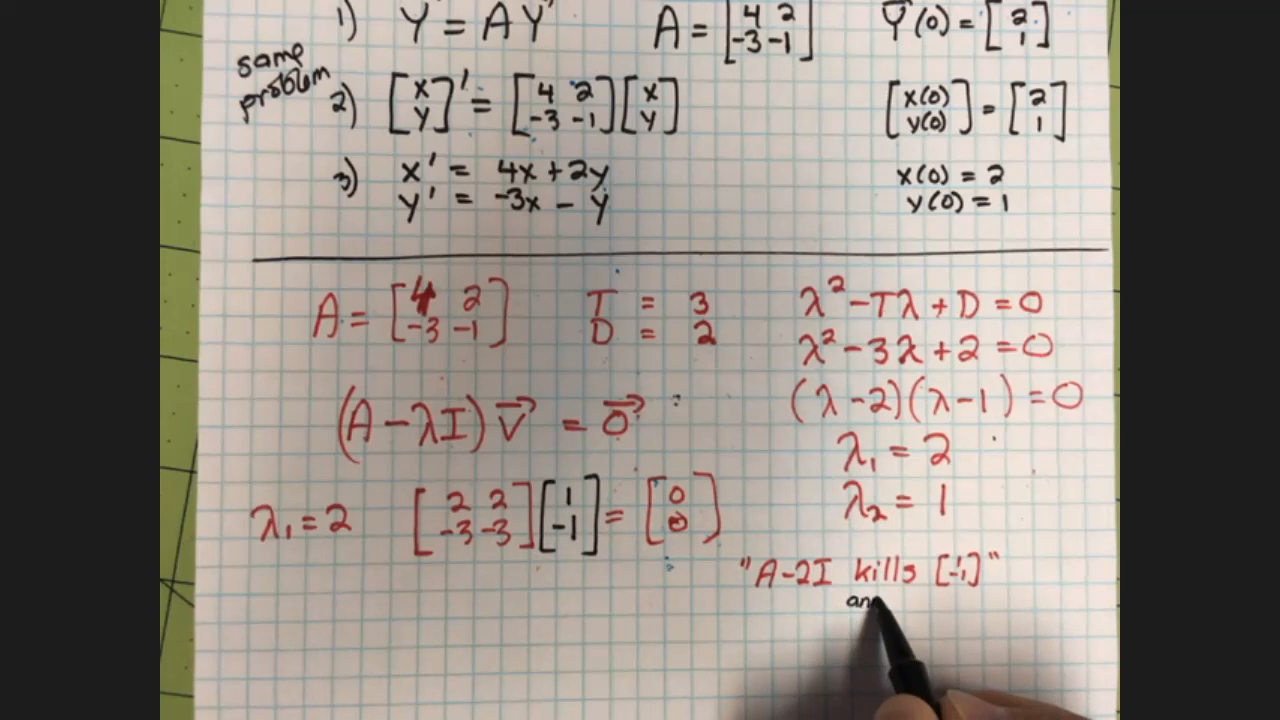 1) Y' = A Y A = [4 2; -3 -1] Y⃗(0) = [2; 1]
same problem
2) [x; y]' = [4 2; -3 -1] [x; y] [x(0); y(0)] = [2; 1]
3) x' = 4x + 2y x(0) = 2
y' = -3x - y y(0) = 1
A = [4 2; -3 -1] T = 3 λ² - Tλ + D = 0
D = 2 λ² - 3λ + 2 = 0
(λ - 2)(λ - 1) = 0
(A - λI) v⃗ = 0⃗
λ₁ = 2
λ₂ = 1
λ₁ = 2 [2 2; -3 -3] [1; -1] = [0; 0]
"A - 2I kills [1; -1]"
an